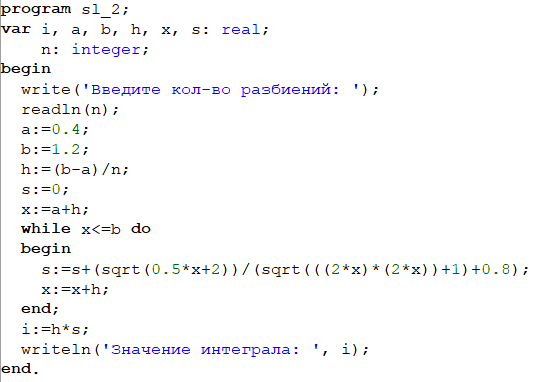 program sl_2;
var i, a, b, h, x, s: real;
n: integer;
begin
write('Введите кол-во разбиений: ');
readln(n);
a:=0.4;
b:=1.2;
h:=(b-a)/n;
s:=0;
x:=a+h;
while x<=b do
begin
s:=s+(sqrt(0.5*x+2))/(sqrt(((2*x)*(2*x))+1)+0.8);
x:=x+h;
end;
i:=h*s;
writeln('Значение интеграла: ', i);
end.